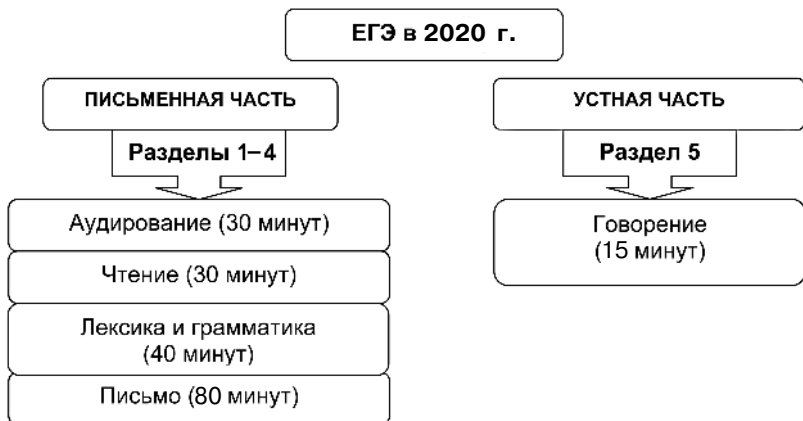 ЕГЭ в 2020 г.
ПИСЬМЕННАЯ ЧАСТЬ
Разделы 1–4
Аудирование (30 минут)
Чтение (30 минут)
Лексика и грамматика
(40 минут)
Письмо (80 минут)
УСТНАЯ ЧАСТЬ
Раздел 5
Говорение
(15 минут)